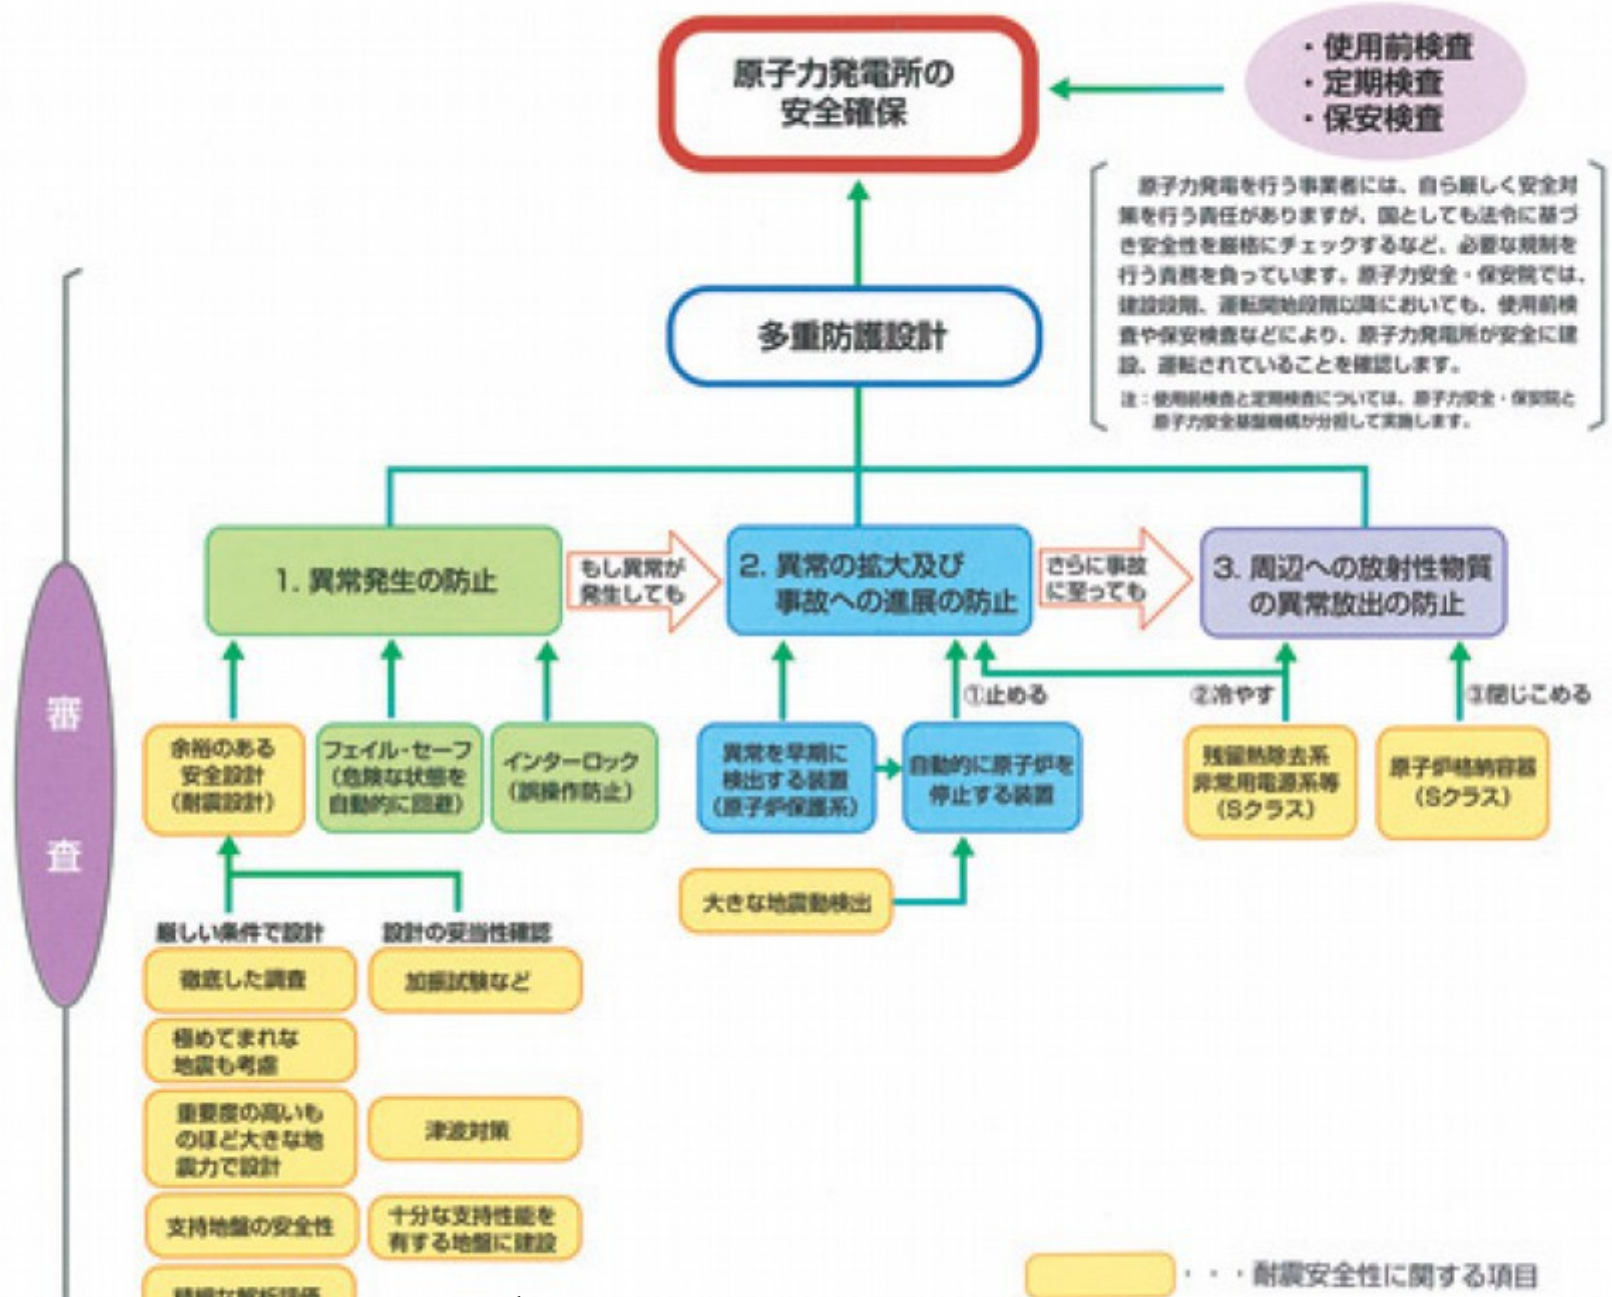 原子力発電所の
安全確保
・使用前検査
・定期検査
・保安検査
原子力発電を行う事業者には、自ら厳しく安全対
策を行う責任がありますが、国としても法令に基づ
き安全性を厳格にチェックするなど、必要な規制を
行う責務を負っています。原子力安全・保安院では、
建設段階、運転開始段階以降においても、使用前検
査や保安検査などにより、原子力発電所が安全に建
設、運転されていることを確認します。
注：使用前検査と定期検査については、原子力安全・保安院と
原子力安全基盤機構が分担して実施します。
多重防護設計
1. 異常発生の防止
もし異常が
発生しても
2. 異常の拡大及び
事故への進展の防止
さらに事故
に至っても
3. 周辺への放射性物質
の異常放出の防止
①止める
②冷やす
③閉じこめる
審査
余裕のある
安全設計
（耐震設計）
フェイル・セーフ
（危険な状態を
自動的に回避）
インターロック
（誤操作防止）
異常を早期に
検出する装置
（原子炉保護系）
自動的に原子炉を
停止する装置
残留熱除去系
非常用電源系等
（Sクラス）
原子炉格納容器
（Sクラス）
大きな地震動検出
厳しい条件で設計
設計の妥当性確認
徹底した調査
加振試験など
極めてまれな
地震も考慮
重要度の高いも
のほど大きな地
震力で設計
津波対策
支持地盤の安全性
十分な支持性能を
有する地盤に建設
・・・耐震安全性に関する項目